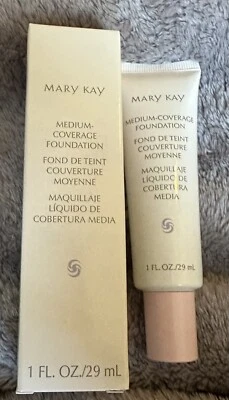 MARY KAY
MEDIUM-
COVERAGE
FOUNDATION
FOND DE TEINT
COUVERTURE
MOYENNE
MAQUILLAJE
LÍQUIDO DE
COBERTURA MEDIA
1 FL. OZ./29 mL
MARY KAY
MEDIUM-COVERAGE
FOUNDATION
FOND DE TEINT
COUVERTURE
MOYENNE
MAQUILLAJE
LÍQUIDO DE
COBERTURA
MEDIA
1 FL. OZ./29 mL